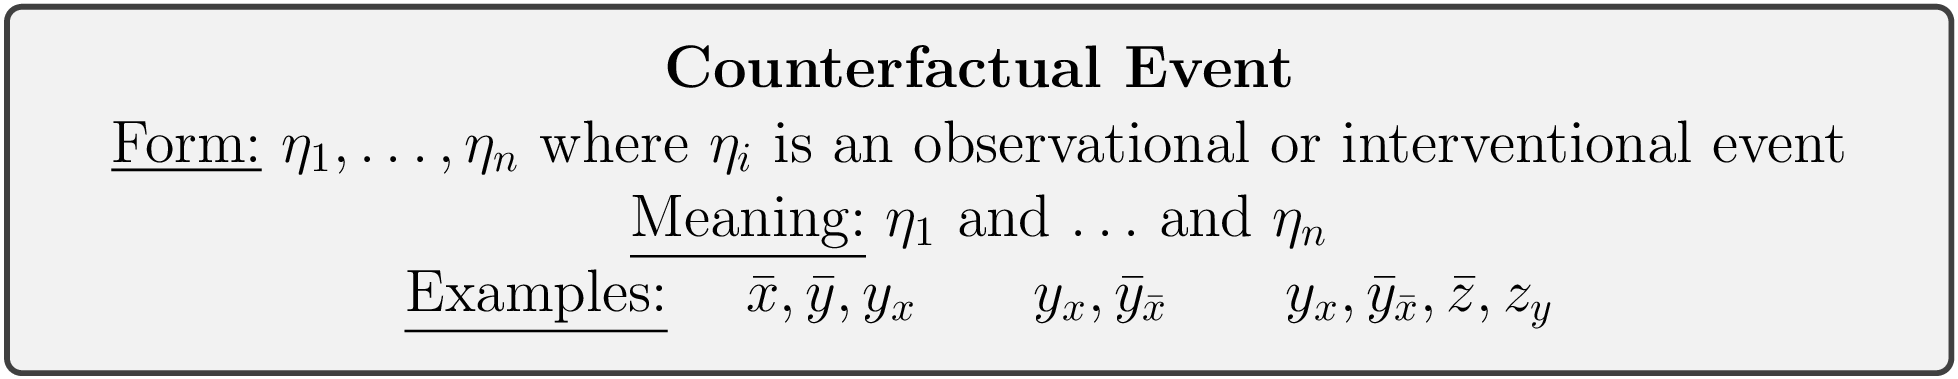 Counterfactual Event
Form: η₁, . . . , ηₙ where ηᵢ is an observational or interventional event
Meaning: η₁ and . . . and ηₙ
Examples: x̄, ȳ, yₓ    yₓ, ȳ_x̄    yₓ, ȳ_x̄, z̄, z_y